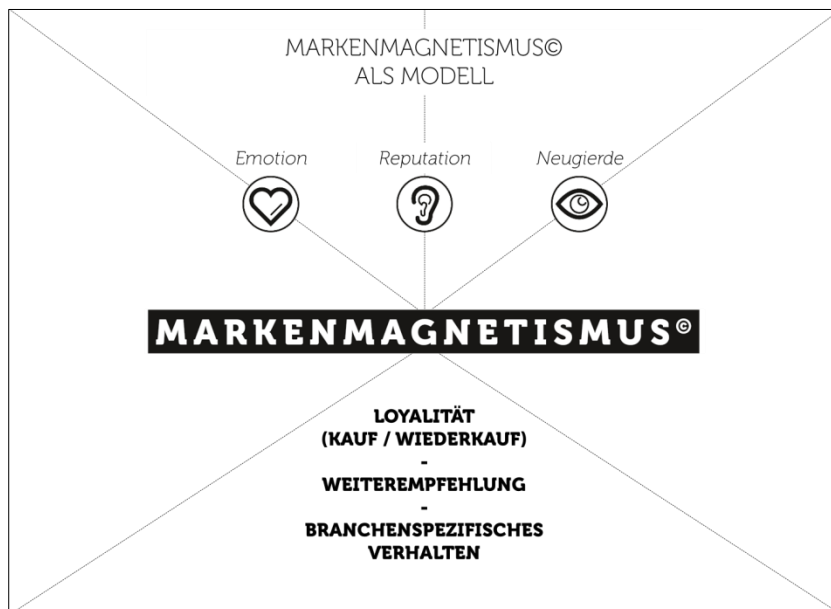 MARKENMAGNETISMUS©
ALS MODELL
Emotion Reputation Neugierde
MARKENMAGNETISMUS©
LOYALITÄT
(KAUF / WIEDERKAUF)
-
WEITEREMPFEHLUNG
-
BRANCHENSPEZIFISCHES
VERHALTEN